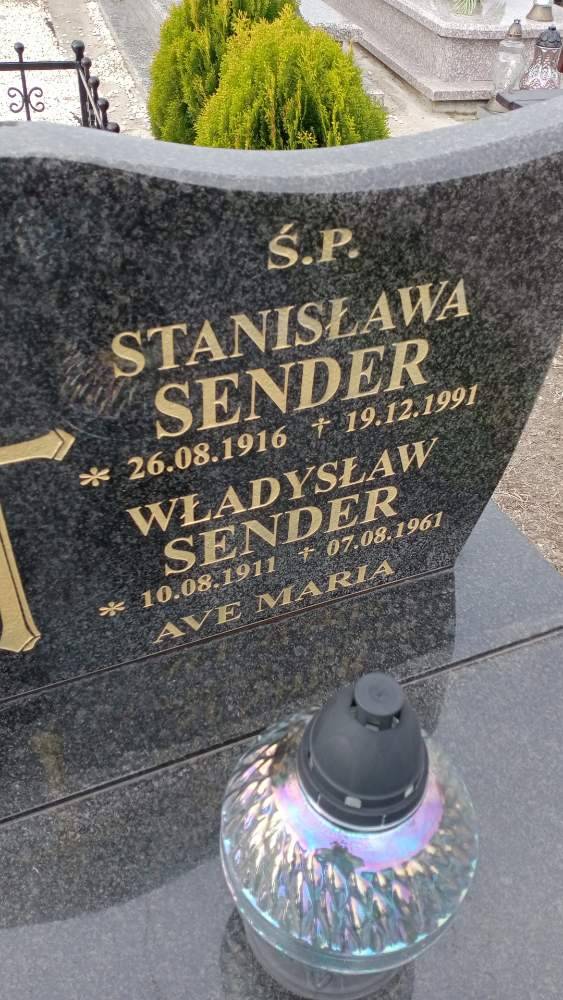 Ś.P.
STANISŁAWA
SENDER
* 26.08.1916 † 19.12.1991
WŁADYSŁAW
SENDER
* 10.08.1911 † 07.08.1961
AVE MARIA